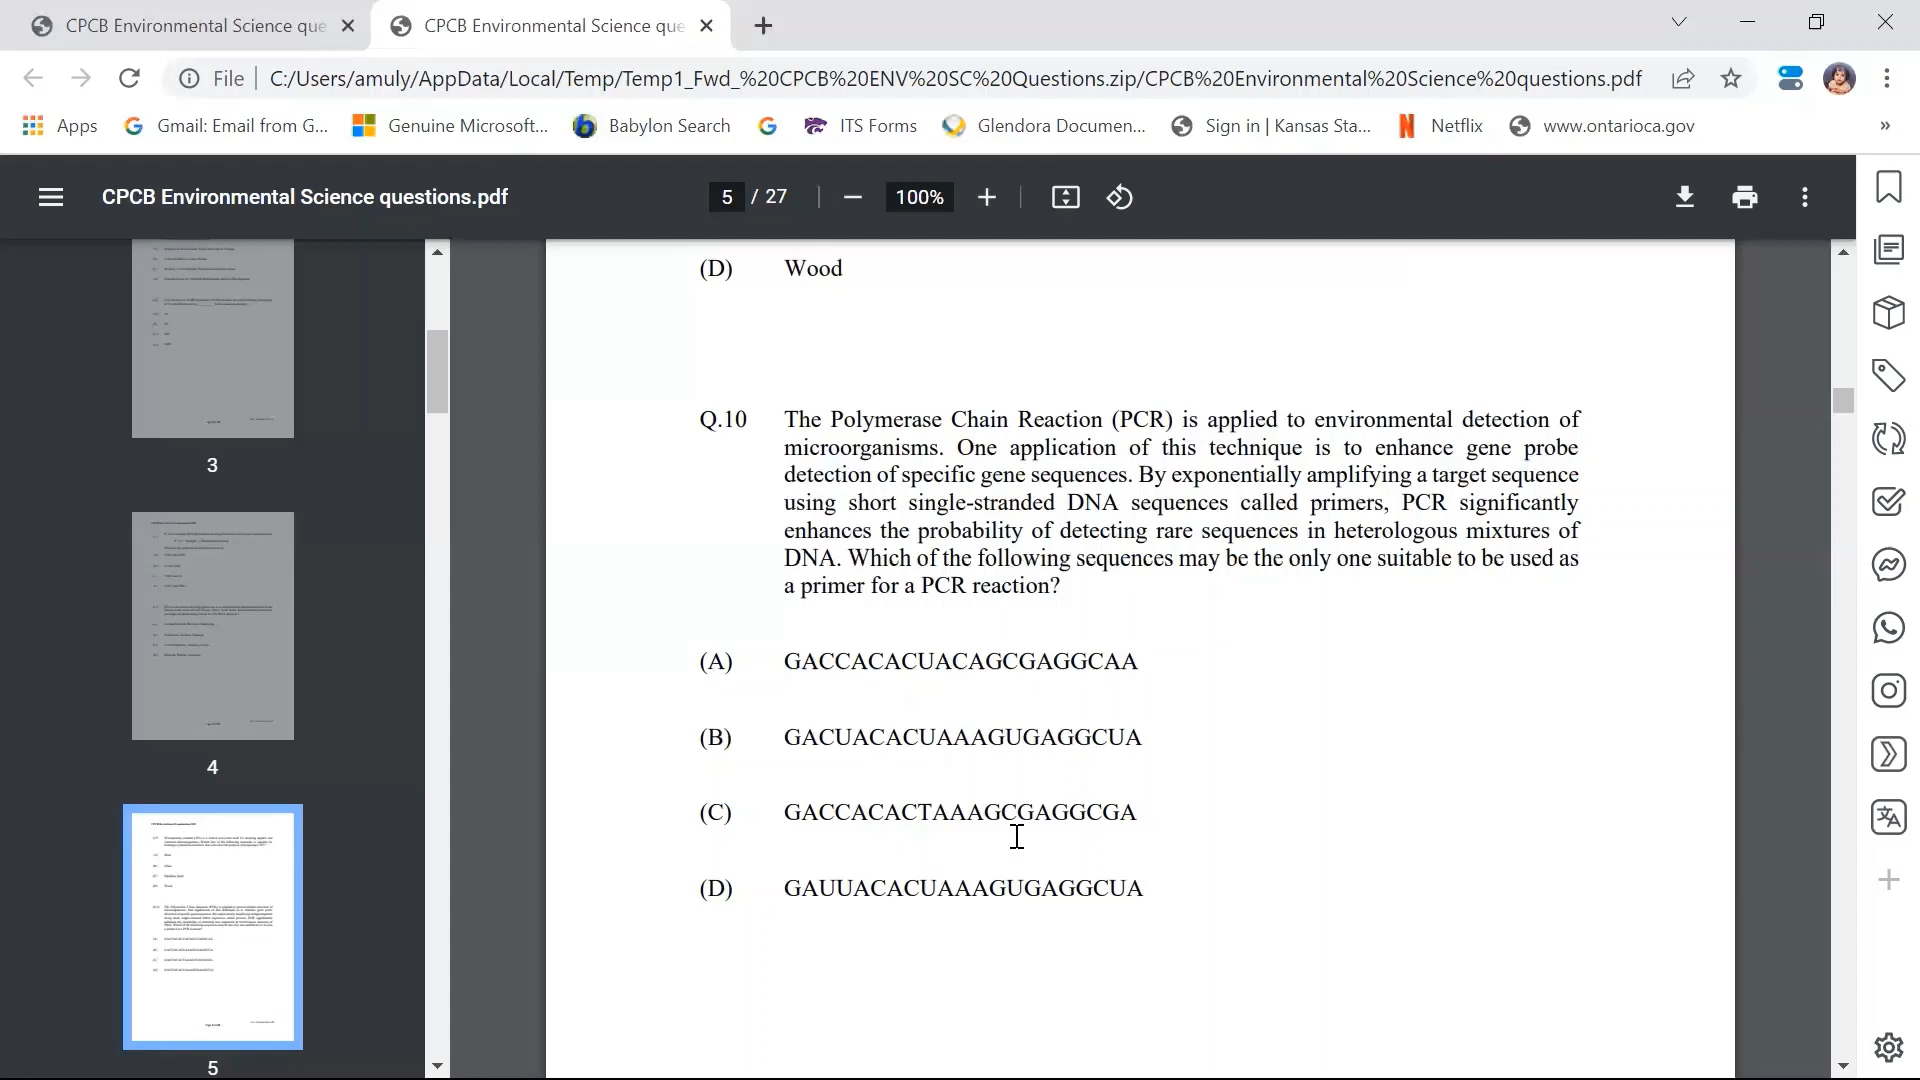 CPCB Environmental Science que
CPCB Environmental Science que
File
C:/Users/amuly/AppData/Local/Temp/Temp1_Fwd_%20CPCB%20ENV%20SC%20Questions.zip/CPCB%20Environmental%20Science%20questions.pdf
Apps
Gmail: Email from G...
Genuine Microsoft...
Babylon Search
ITS Forms
Glendora Documen...
Sign in | Kansas Sta...
Netflix
www.ontarioca.gov
»
CPCB Environmental Science questions.pdf
5 / 27
100%
3
4
5
(D) Wood
Q.10 The Polymerase Chain Reaction (PCR) is applied to environmental detection of
microorganisms. One application of this technique is to enhance gene probe
detection of specific gene sequences. By exponentially amplifying a target sequence
using short single-stranded DNA sequences called primers, PCR significantly
enhances the probability of detecting rare sequences in heterologous mixtures of
DNA. Which of the following sequences may be the only one suitable to be used as
a primer for a PCR reaction?
(A) GACCACACUACAGCGAGGCAA
(B) GACUACACUAAAGUGAGGCUA
(C) GACCACACTAAAGCGAGGCGA
(D) GAUUACACUAAAGUGAGGCUA